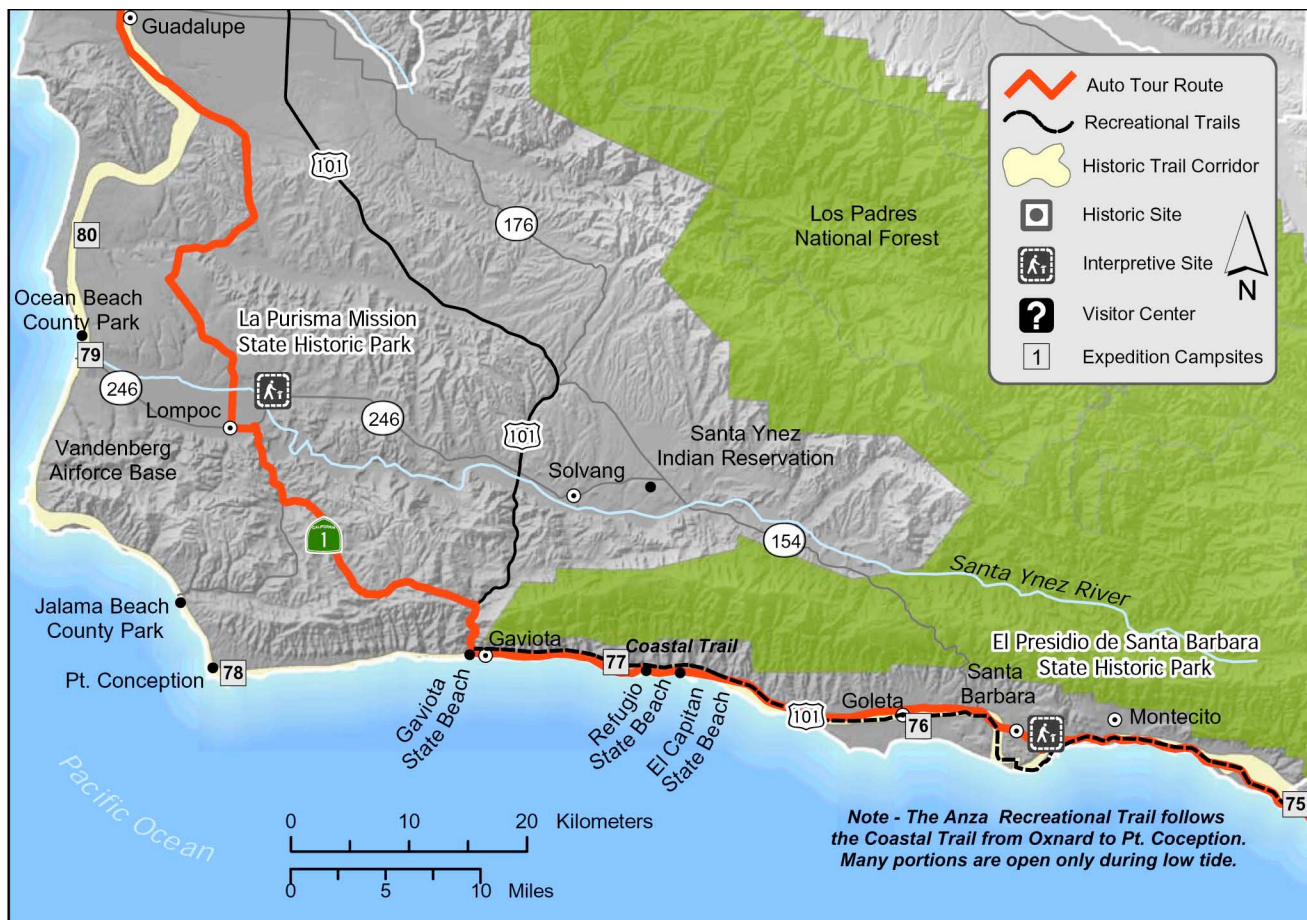 Guadalupe
101
176
Los Padres
National Forest
Auto Tour Route
Recreational Trails
Historic Trail Corridor
Historic Site
Interpretive Site
?
Visitor Center
1
Expedition Campsites
N
80
Ocean Beach
County Park
79
La Purisma Mission
State Historic Park
246
Lompoc
246
101
Vandenberg
Airforce Base
Solvang
Santa Ynez
Indian Reservation
CALIFORNIA
1
154
Santa Ynez River
Jalama Beach
County Park
Pt. Conception
78
Gaviota
Coastal Trail
77
El Presidio de Santa Barbara
State Historic Park
Santa
Barbara
Gaviota
State Beach
Refugio
State Beach
El Capitan
State Beach
101
Goleta
76
Montecito
75
Pacific Ocean
0 10 20 Kilometers
0 5 10 Miles
Note - The Anza Recreational Trail follows
the Coastal Trail from Oxnard to Pt. Coception.
Many portions are open only during low tide.